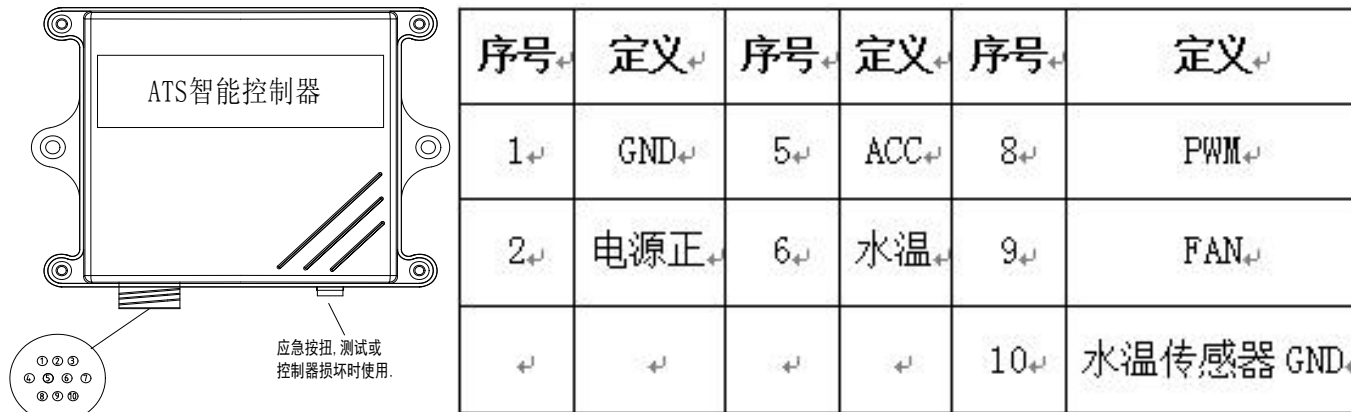 ATS智能控制器
①②③
④⑤⑥⑦
⑧⑨⑩
应急按扭,测试或
控制器损坏时使用.
序号 定义 序号 定义 序号 定义
1 GND 5 ACC 8 PWM
2 电源正 6 水温 9 FAN
10 水温传感器 GND